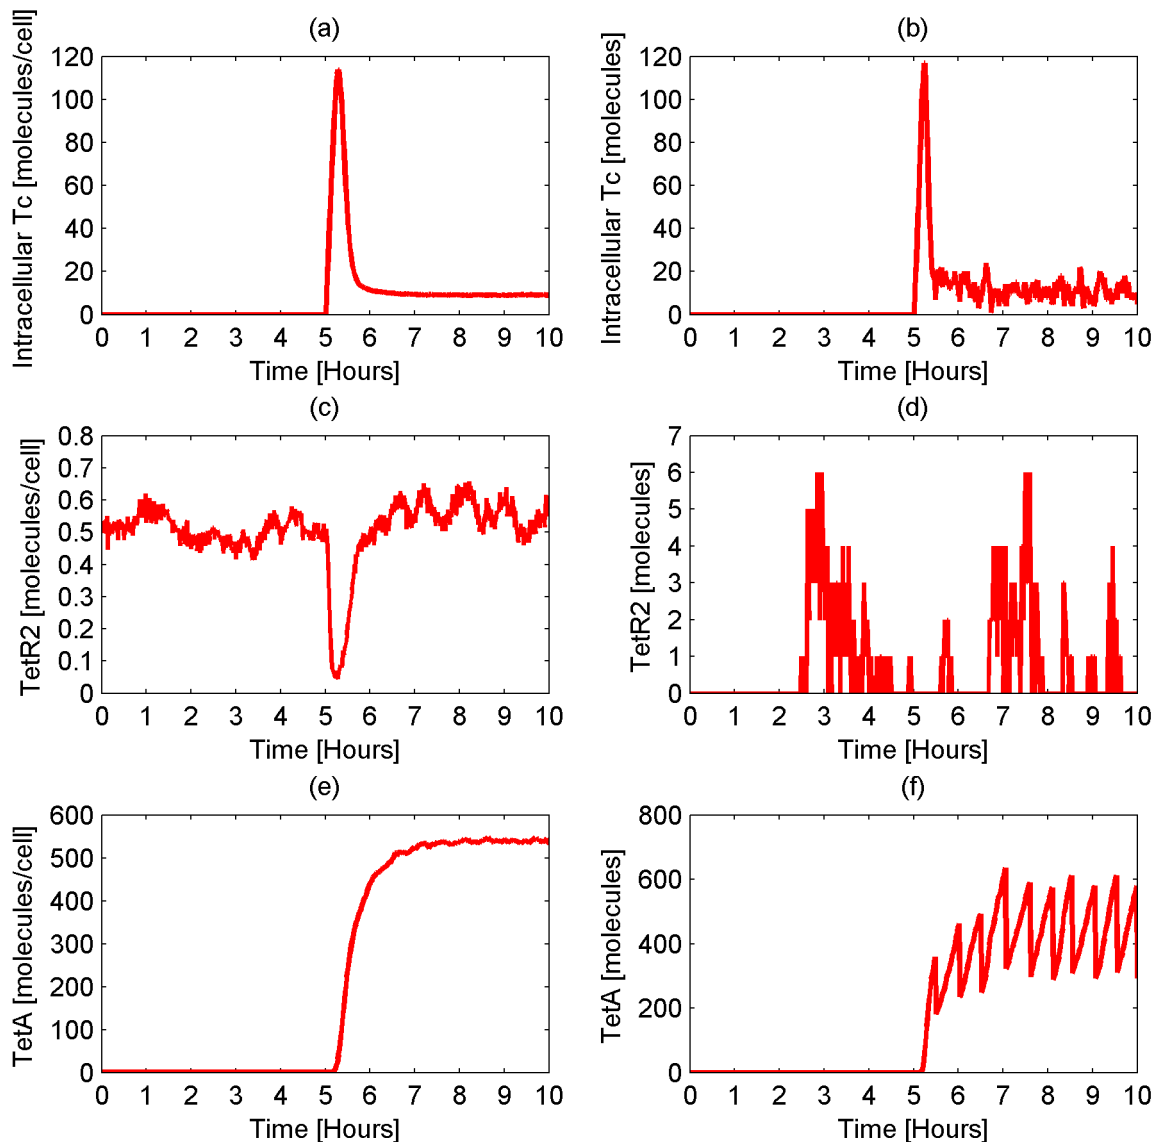 (a)
Intracellular Tc [molecules/cell]
120
100
80
60
40
20
0
0 1 2 3 4 5 6 7 8 9 10
Time [Hours]
(b)
Intracellular Tc [molecules]
120
100
80
60
40
20
0
0 1 2 3 4 5 6 7 8 9 10
Time [Hours]
(c)
TetR2 [molecules/cell]
0.8
0.7
0.6
0.5
0.4
0.3
0.2
0.1
0
0 1 2 3 4 5 6 7 8 9 10
Time [Hours]
(d)
TetR2 [molecules]
7
6
5
4
3
2
1
0
0 1 2 3 4 5 6 7 8 9 10
Time [Hours]
(e)
TetA [molecules/cell]
600
500
400
300
200
100
0
0 1 2 3 4 5 6 7 8 9 10
Time [Hours]
(f)
TetA [molecules]
800
600
400
200
0
0 1 2 3 4 5 6 7 8 9 10
Time [Hours]